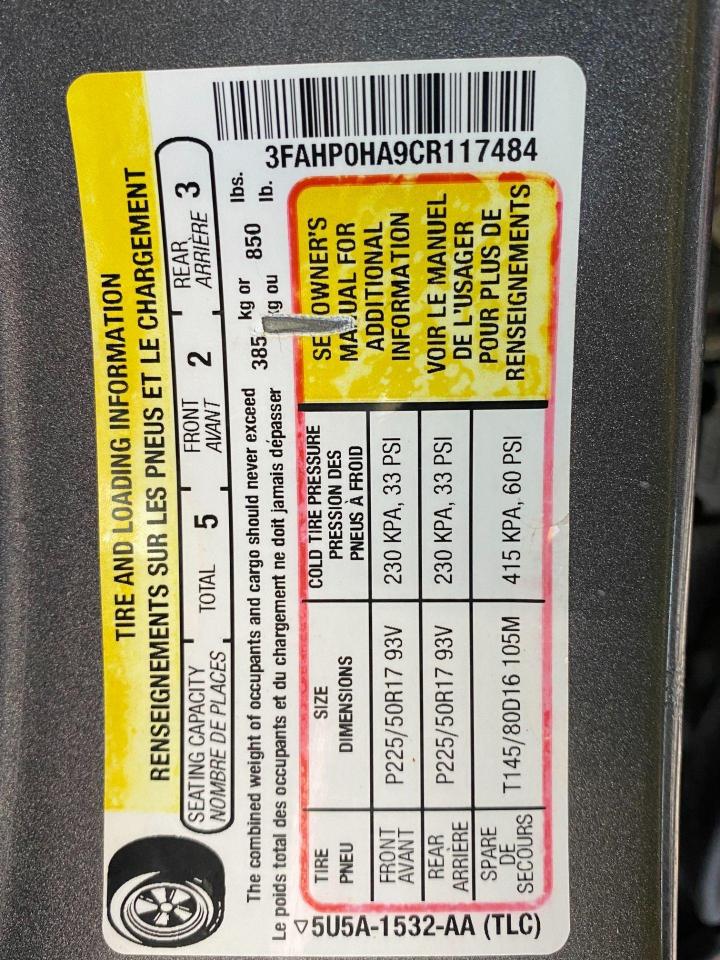 TIRE AND LOADING INFORMATION
RENSEIGNEMENTS SUR LES PNEUS ET LE CHARGEMENT
SEATING CAPACITY TOTAL 5 FRONT 2 REAR 3
NOMBRE DE PLACES AVANT ARRIÈRE
The combined weight of occupants and cargo should never exceed 385 kg or 850 lbs.
Le poids total des occupants et du chargement ne doit jamais dépasser kg ou lb.
3FAHP0HA9CR117484
TIRE SIZE COLD TIRE PRESSURE
PNEU DIMENSIONS PRESSION DES
PNEUS À FROID
FRONT P225/50R17 93V 230 KPA, 33 PSI
AVANT
REAR P225/50R17 93V 230 KPA, 33 PSI
ARRIÈRE
SPARE T145/80D16 105M 415 KPA, 60 PSI
DE
SECOURS
SEE OWNER'S
MANUAL FOR
ADDITIONAL
INFORMATION
VOIR LE MANUEL
DE L'USAGER
POUR PLUS DE
RENSEIGNEMENTS
5U5A-1532-AA (TLC)